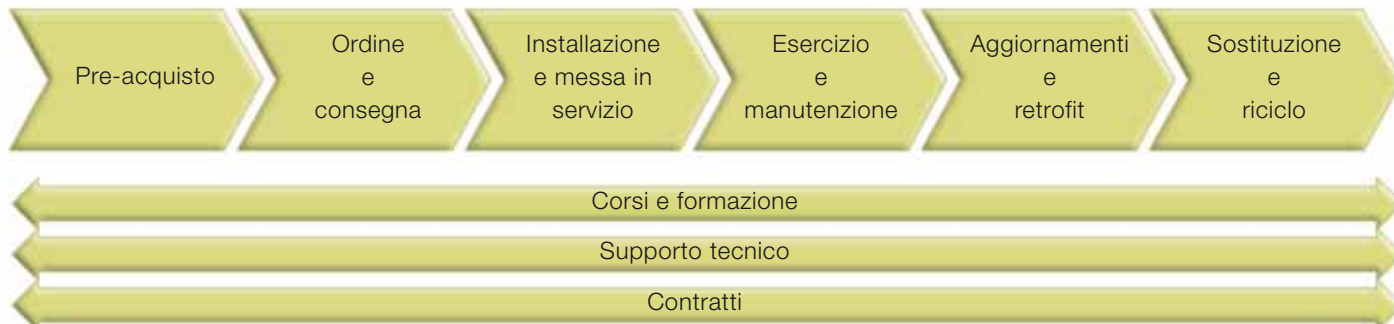 Pre-acquisto
Ordine
e
consegna
Installazione
e messa in
servizio
Esercizio
e
manutenzione
Aggiornamenti
e
retrofit
Sostituzione
e
riciclo
Corsi e formazione
Supporto tecnico
Contratti